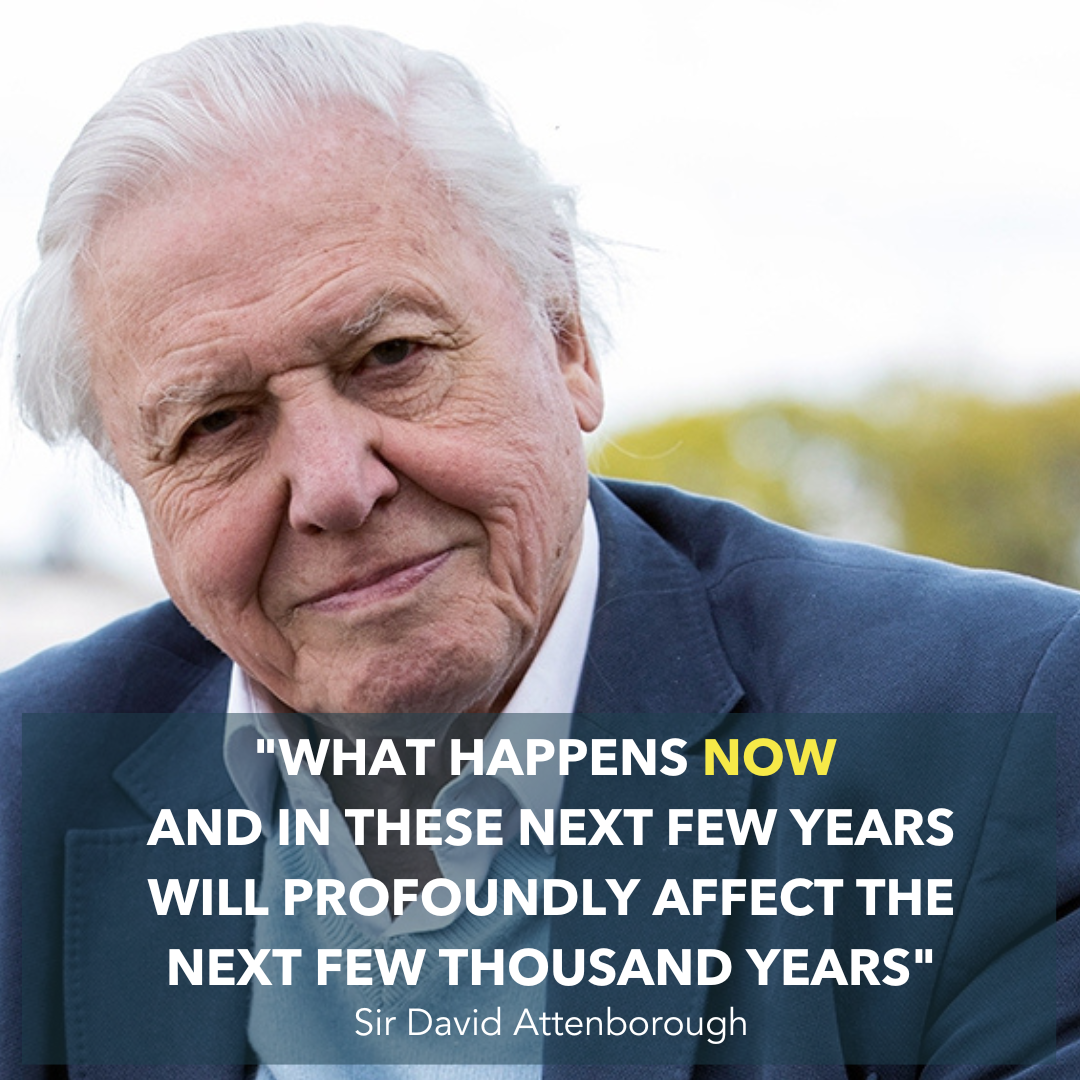 "WHAT HAPPENS NOW
AND IN THESE NEXT FEW YEARS
WILL PROFOUNDLY AFFECT THE
NEXT FEW THOUSAND YEARS"
Sir David Attenborough